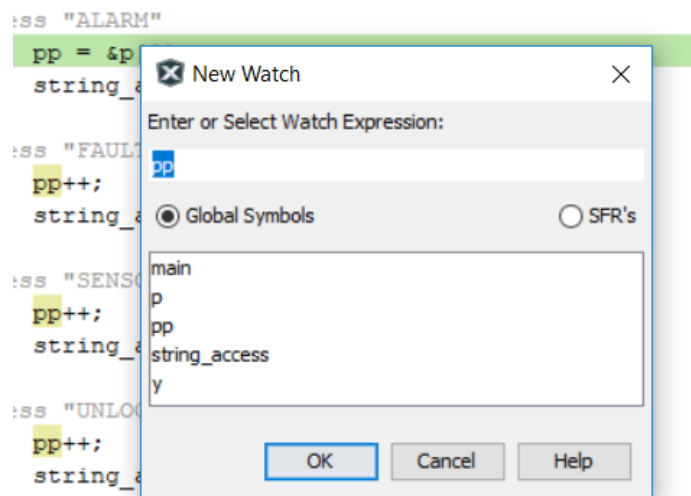 ess "ALARM"
pp = &p
string_a
New Watch
Enter or Select Watch Expression:
pp
Global Symbols
SFR's
main
p
pp
string_access
y
OK
Cancel
Help
ess "FAULT
pp++;
string_a
ess "SENSO
pp++;
string_a
ess "UNLOC
pp++;
string_a